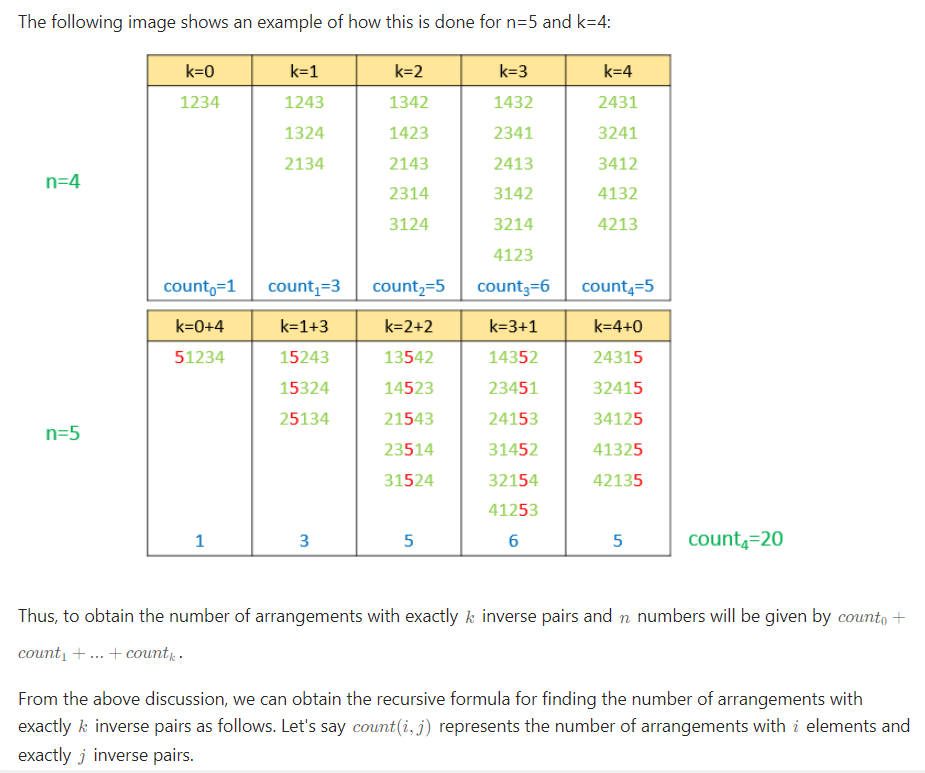 The following image shows an example of how this is done for n=5 and k=4:
k=0 k=1 k=2 k=3 k=4
1234 1243 1342 1432 2431
1324 1423 2341 3241
2134 2143 2413 3412
n=4
2314 3142 4132
3124 3214 4213
4123
count₀=1 count₁=3 count₂=5 count₃=6 count₄=5
k=0+4 k=1+3 k=2+2 k=3+1 k=4+0
51234 15243 13542 14352 24315
15324 14523 23451 32415
25134 21543 24153 34125
n=5
23514 31452 41325
31524 32154 42135
41253
1 3 5 6 5 count₄=20
Thus, to obtain the number of arrangements with exactly k inverse pairs and n numbers will be given by count₀ +
count₁ + ... + countₖ.
From the above discussion, we can obtain the recursive formula for finding the number of arrangements with
exactly k inverse pairs as follows. Let's say count(i, j) represents the number of arrangements with i elements and
exactly j inverse pairs.